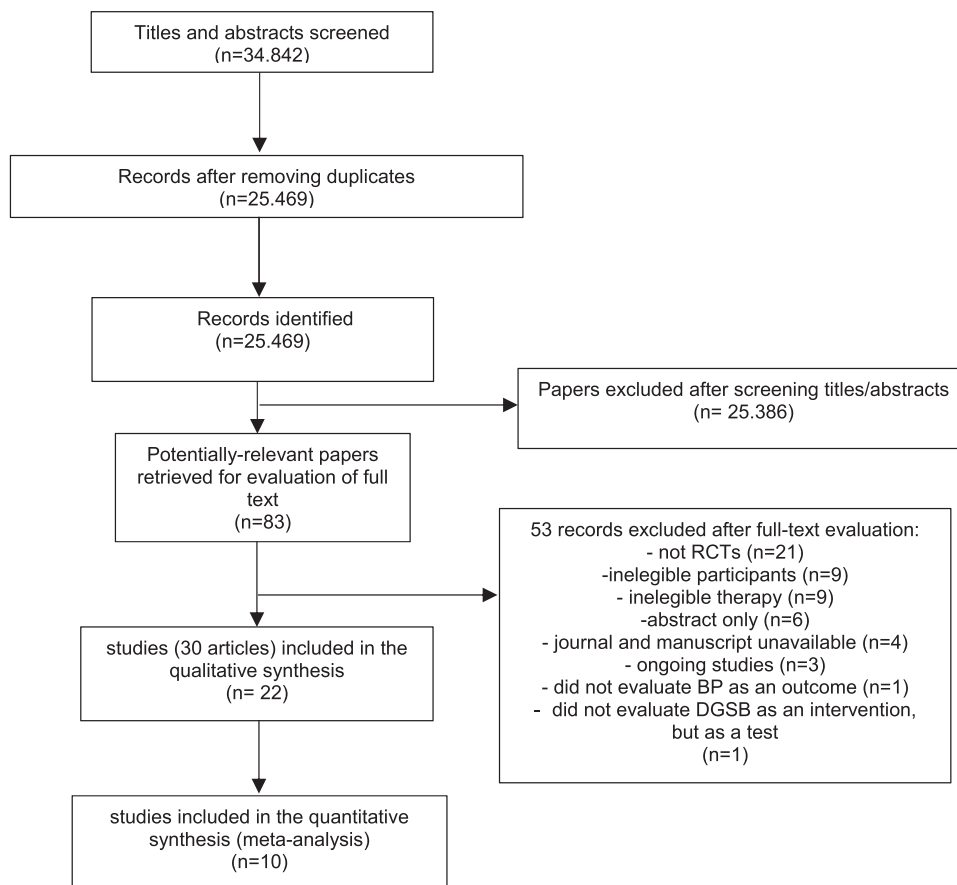 Titles and abstracts screened
(n=34.842)
Records after removing duplicates
(n=25.469)
Records identified
(n=25.469)
Papers excluded after screening titles/abstracts
(n= 25.386)
Potentially-relevant papers
retrieved for evaluation of full
text
(n=83)
53 records excluded after full-text evaluation:
- not RCTs (n=21)
-inelegible participants (n=9)
- inelegible therapy (n=9)
-abstract only (n=6)
- journal and manuscript unavailable (n=4)
- ongoing studies (n=3)
- did not evaluate BP as an outcome (n=1)
- did not evaluate DGSB as an intervention,
but as a test
(n=1)
studies (30 articles) included in the
qualitative synthesis
(n= 22)
studies included in the quantitative
synthesis (meta-analysis)
(n=10)